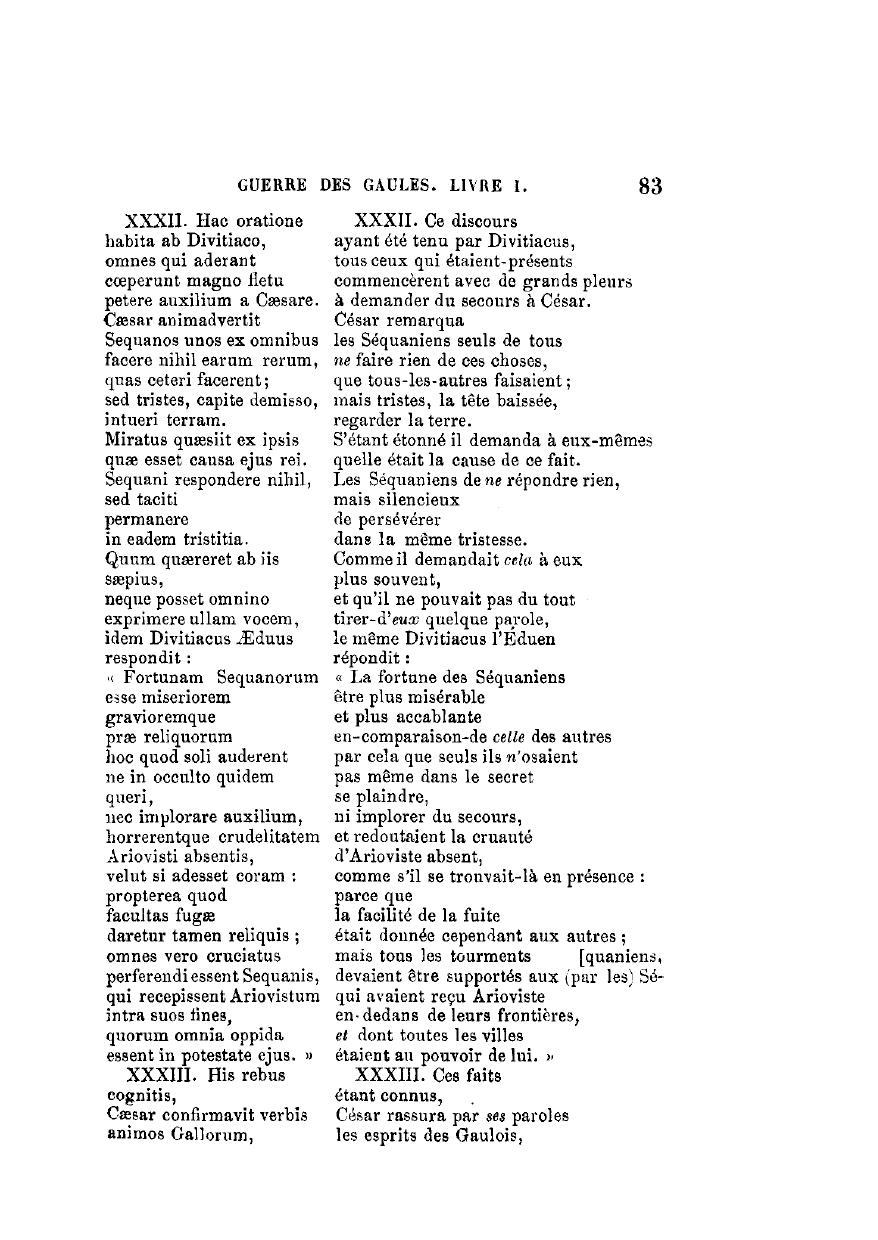 GUERRE DES GAULES. LIVRE I. 83
XXXII. Hac oratione
habita ab Divitiaco,
omnes qui aderant
cœperunt magno fletu
petere auxilium a Cæsare.
Cæsar animadvertit
Sequanos unos ex omnibus
facere nihil earum rerum,
quas ceteri facerent;
sed tristes, capite demisso,
intueri terram.
Miratus quæsiit ex ipsis
quæ esset causa ejus rei.
Sequani respondere nihil,
sed taciti
permanere
in eadem tristitia.
Quum quæreret ab iis
sæpius,
neque posset omnino
exprimere ullam vocem,
idem Divitiacus Æduus
respondit :
« Fortunam Sequanorum
esse miseriorem
gravioremque
præ reliquorum
hoc quod soli auderent
ne in occulto quidem
queri,
nec implorare auxilium,
horrerentque crudelitatem
Ariovisti absentis,
velut si adesset coram :
propterea quod
facultas fugæ
daretur tamen reliquis ;
omnes vero cruciatus
perferendi essent Sequanis,
qui recepissent Ariovistum
intra suos fines,
quorum omnia oppida
essent in potestate ejus. »
XXXIII. His rebus
cognitis,
Cæsar confirmavit verbis
animos Gallorum,
XXXII. Ce discours
ayant été tenu par Divitiacus,
tous ceux qui étaient-présents
commencèrent avec de grands pleurs
à demander du secours à César.
César remarqua
les Séquaniens seuls de tous
ne faire rien de ces choses,
que tous-les-autres faisaient ;
mais tristes, la tête baissée,
regarder la terre.
S'étant étonné il demanda à eux-mêmes
quelle était la cause de ce fait.
Les Séquaniens de ne répondre rien,
mais silencieux
de persévérer
dans la même tristesse.
Comme il demandait cela à eux
plus souvent,
et qu'il ne pouvait pas du tout
tirer-d'eux quelque parole,
le même Divitiacus l'Éduen
répondit :
« La fortune des Séquaniens
être plus misérable
et plus accablante
en-comparaison-de celle des autres
par cela que seuls ils n'osaient
pas même dans le secret
se plaindre,
ni implorer du secours,
et redoutaient la cruauté
d'Arioviste absent,
comme s'il se trouvait-là en présence :
parce que
la facilité de la fuite
était donnée cependant aux autres ;
mais tous les tourments [quaniens,
devaient être supportés aux (par les) Sé-
qui avaient reçu Arioviste
en-dedans de leurs frontières,
et dont toutes les villes
étaient au pouvoir de lui. »
XXXIII. Ces faits
étant connus,
César rassura par ses paroles
les esprits des Gaulois,